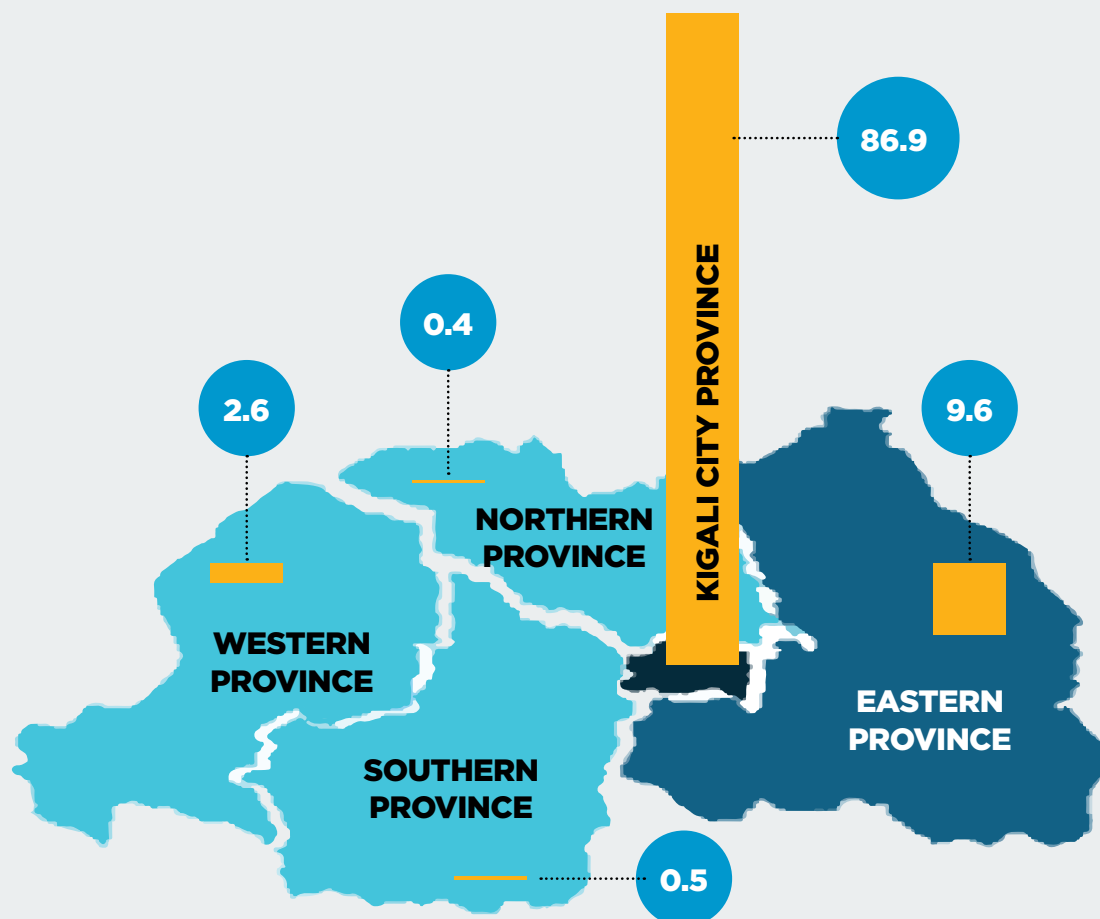 86.9
KIGALI CITY PROVINCE
0.4
2.6
9.6
NORTHERN
PROVINCE
WESTERN
PROVINCE
EASTERN
PROVINCE
SOUTHERN
PROVINCE
0.5